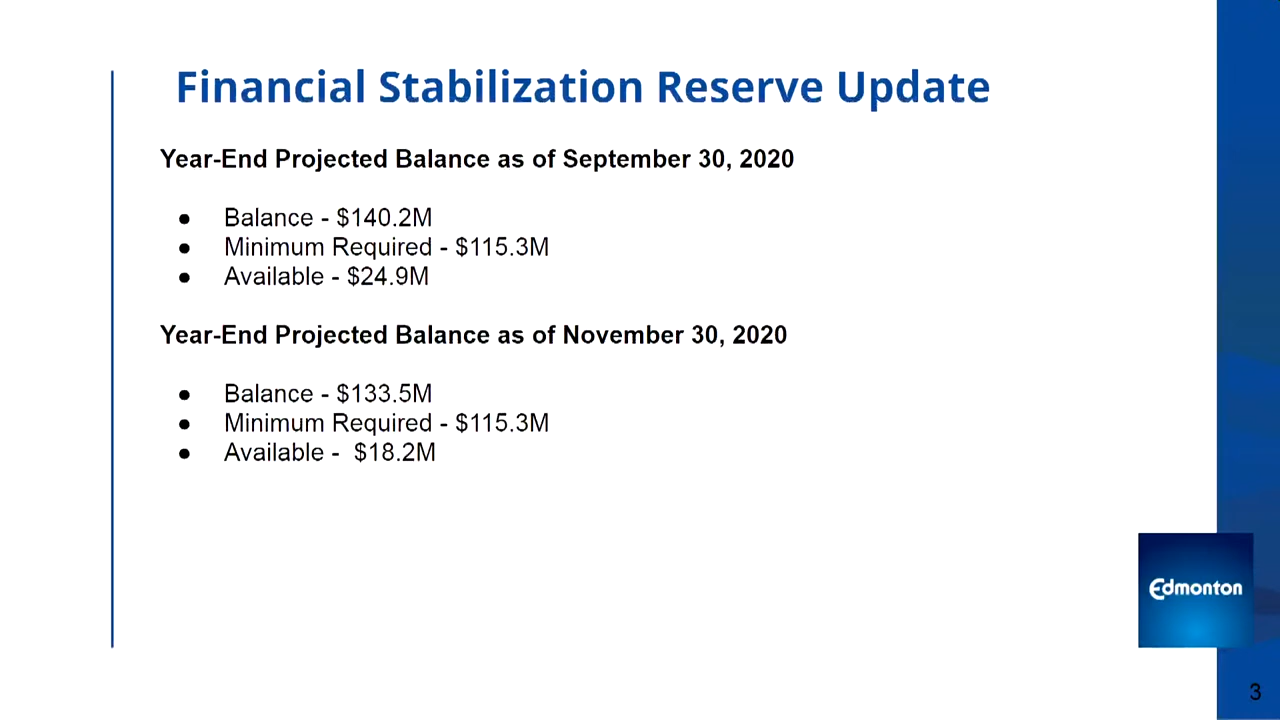 Financial Stabilization Reserve Update
Year-End Projected Balance as of September 30, 2020
● Balance - $140.2M
● Minimum Required - $115.3M
● Available - $24.9M
Year-End Projected Balance as of November 30, 2020
● Balance - $133.5M
● Minimum Required - $115.3M
● Available -  $18.2M
Edmonton
3